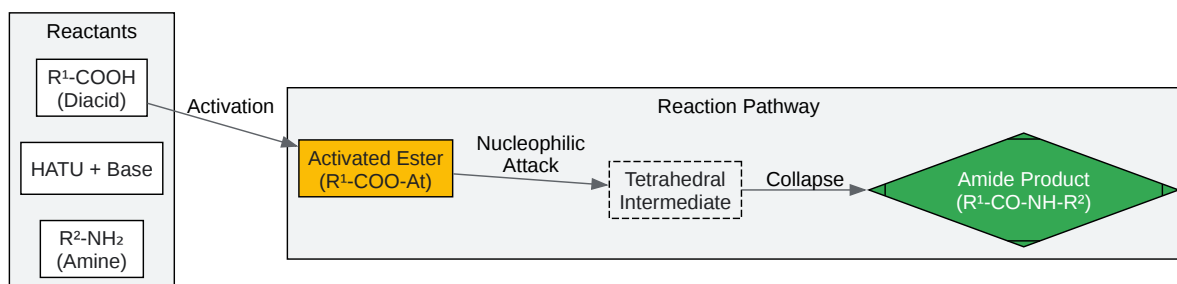 Reactants
R¹-COOH
(Diacid)
HATU + Base
R²-NH₂
(Amine)
Activation
Reaction Pathway
Activated Ester
(R¹-COO-At)
Nucleophilic
Attack
Tetrahedral
Intermediate
Collapse
Amide Product
(R¹-CO-NH-R²)